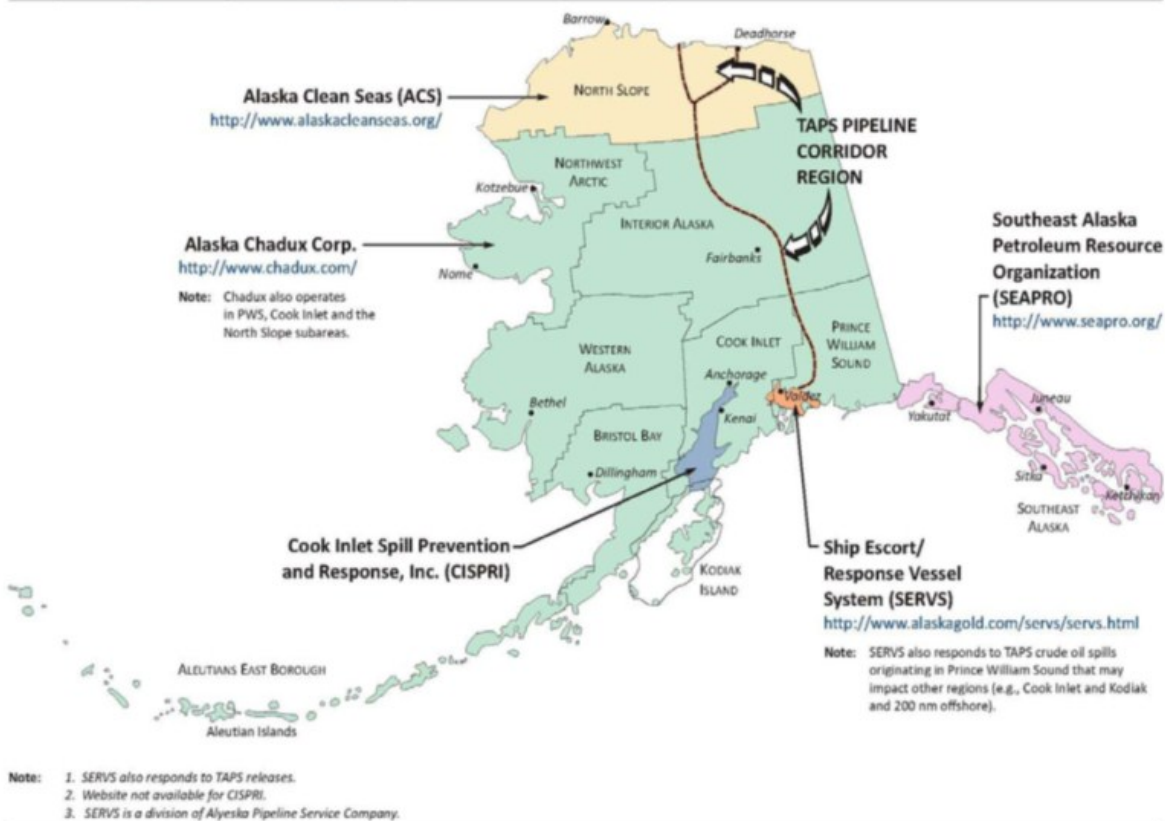 Barrow
Deadhorse
NORTH SLOPE
Alaska Clean Seas (ACS)
http://www.alaskacleanseas.org/
TAPS PIPELINE
CORRIDOR
REGION
NORTHWEST
ARCTIC
Kotzebue
INTERIOR ALASKA
Fairbanks
Alaska Chadux Corp.
http://www.chadux.com/
Nome
Note: Chadux also operates
in PWS, Cook Inlet and the
North Slope subareas.
Southeast Alaska
Petroleum Resource
Organization
(SEAPRO)
http://www.seapro.org/
WESTERN
ALASKA
COOK INLET
PRINCE
WILLIAM
SOUND
Anchorage
Valdez
Kenai
Bethel
BRISTOL BAY
Dillingham
Yakutat
Juneau
Sitka
Ketchikan
SOUTHEAST
ALASKA
Cook Inlet Spill Prevention
and Response, Inc. (CISPRI)
KODIAK
ISLAND
Ship Escort/
Response Vessel
System (SERVS)
http://www.alaskagold.com/servs/servs.html
Note: SERVS also responds to TAPS crude oil spills
originating in Prince William Sound that may
impact other regions (e.g., Cook Inlet and Kodiak
and 200 nm offshore).
ALEUTIANS EAST BOROUGH
Aleutian Islands
Note: 1. SERVS also responds to TAPS releases.
2. Website not available for CISPRI.
3. SERVS is a division of Alyeska Pipeline Service Company.